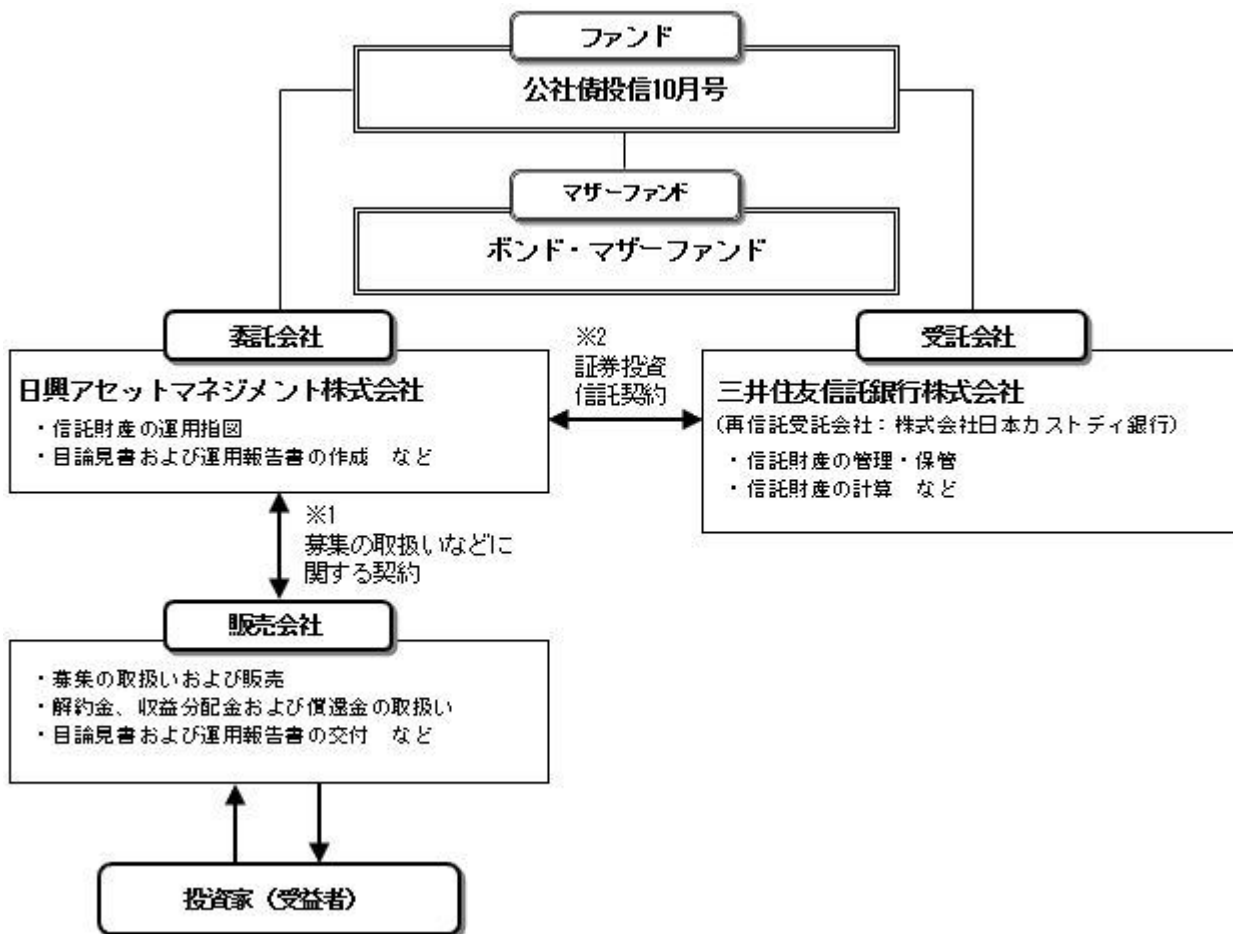 ファンド
公社債投信10月号
マザーファンド
ボンド・マザーファンド
委託会社
日興アセットマネジメント株式会社
・信託財産の運用指図
・目論見書および運用報告書の作成　など
※2
証券投資
信託契約
受託会社
三井住友信託銀行株式会社
(再信託受託会社：株式会社日本カストディ銀行)
・信託財産の管理・保管
・信託財産の計算　など
※1
募集の取扱いなどに
関する契約
販売会社
・募集の取扱いおよび販売
・解約金、収益分配金および償還金の取扱い
・目論見書および運用報告書の交付　など
投資家（受益者）